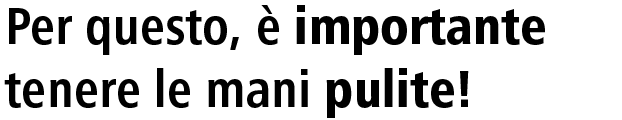 Per questo, è importante
tenere le mani pulite!